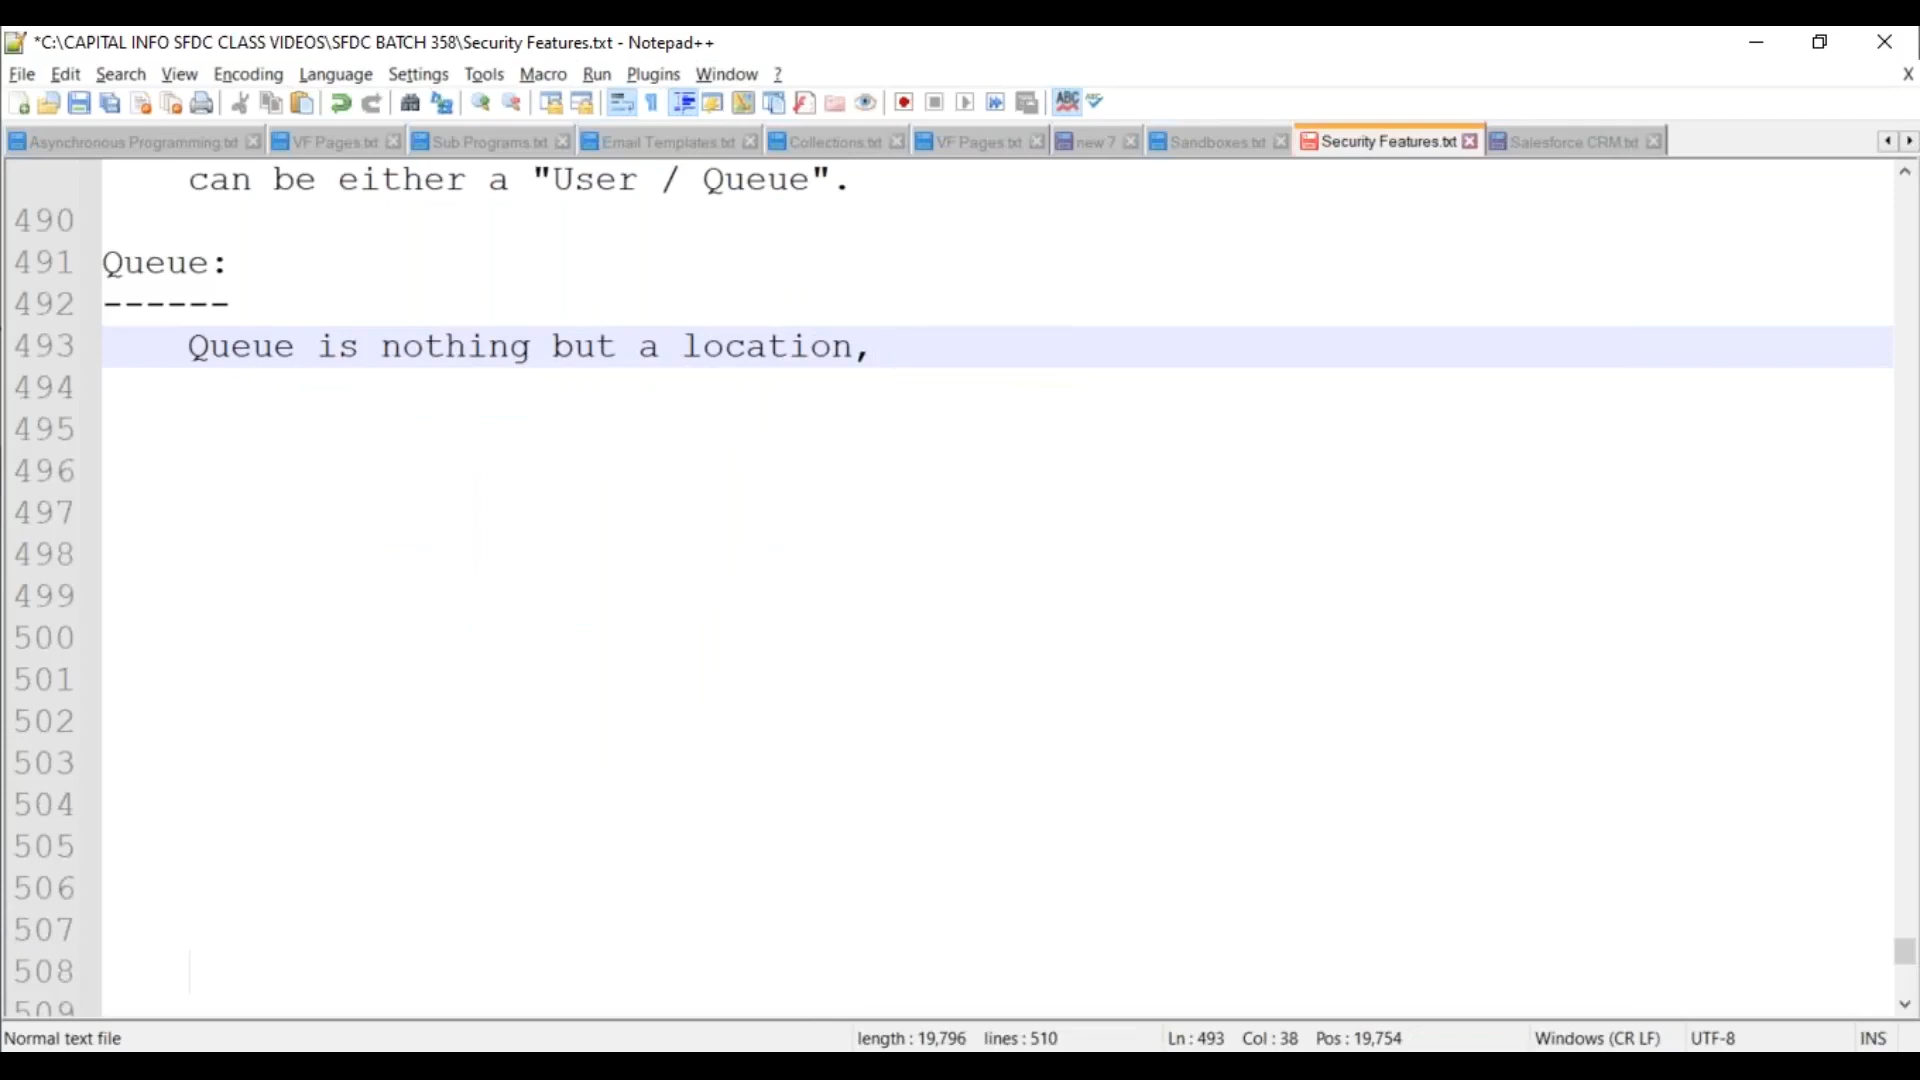 *C:\CAPITAL INFO SFDC CLASS VIDEOS\SFDC BATCH 358\Security Features.txt - Notepad++
File Edit Search View Encoding Language Settings Tools Macro Run Plugins Window ?
X
ABC
Asynchronous Programming.txt VF Pages.txt Sub Programs.txt Email Templates.txt Collections.txt VF Pages.txt new 7 Sandboxes.txt Security Features.txt Salesforce CRM.txt
can be either a "User / Queue".
490
491 Queue:
492 ------
493 Queue is nothing but a location,
494
495
496
497
498
499
500
501
502
503
504
505
506
507
508
509
Normal text file length : 19,796 lines : 510 Ln : 493 Col : 38 Pos : 19,754 Windows (CR LF) UTF-8 INS